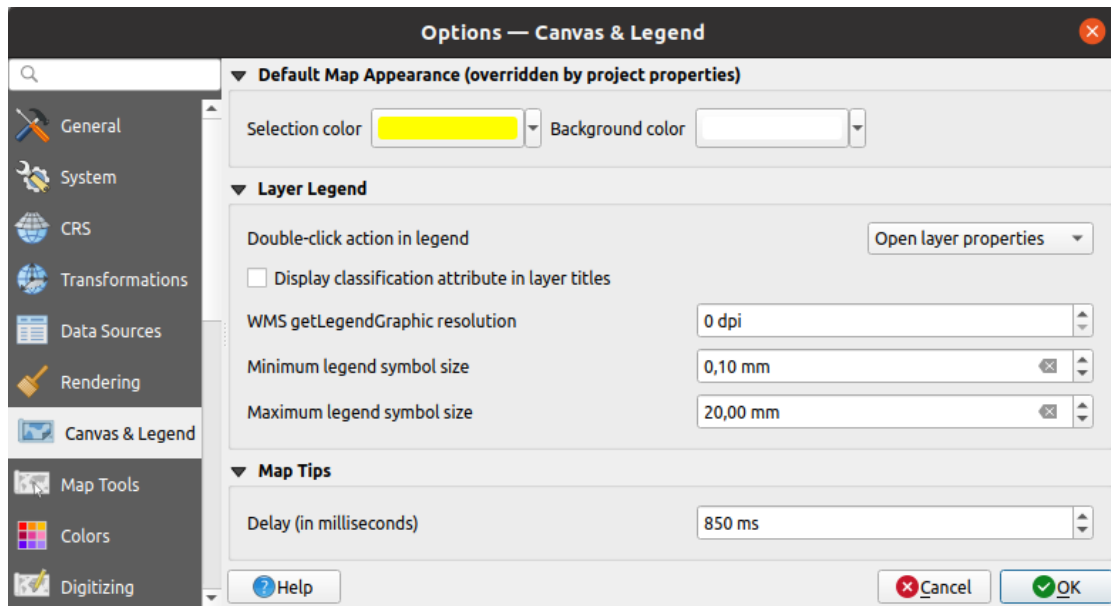 Options — Canvas & Legend
General
System
CRS
Transformations
Data Sources
Rendering
Canvas & Legend
Map Tools
Colors
Digitizing
Default Map Appearance (overridden by project properties)
Selection color Background color
Layer Legend
Double-click action in legend Open layer properties
Display classification attribute in layer titles
WMS getLegendGraphic resolution 0 dpi
Minimum legend symbol size 0,10 mm
Maximum legend symbol size 20,00 mm
Map Tips
Delay (in milliseconds) 850 ms
Help Cancel OK